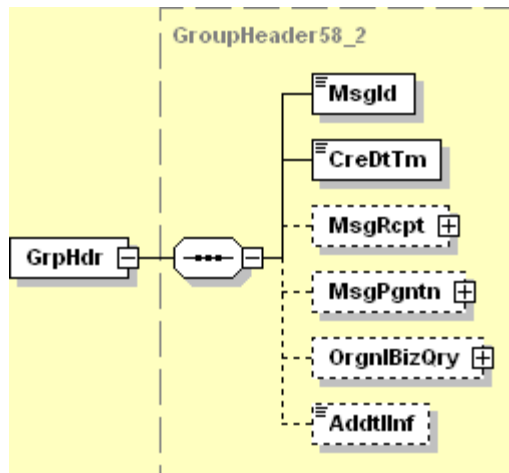 GroupHeader58_2
MsgId
CreDtTm
GrpHdr
MsgRcpt
MsgPgntn
OrgnlBizQry
AddtlInf